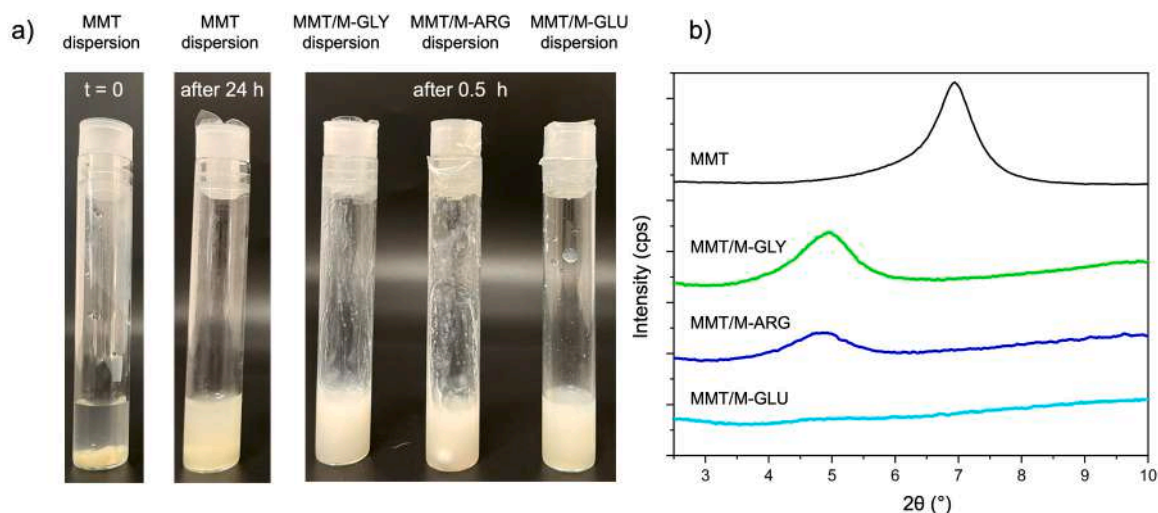 a)
MMT
dispersion
MMT
dispersion
MMT/M-GLY
dispersion
MMT/M-ARG
dispersion
MMT/M-GLU
dispersion
t = 0
after 24 h
after 0.5 h
b)
MMT
MMT/M-GLY
MMT/M-ARG
MMT/M-GLU
Intensity (cps)
3 4 5 6 7 8 9 10
2θ (°)